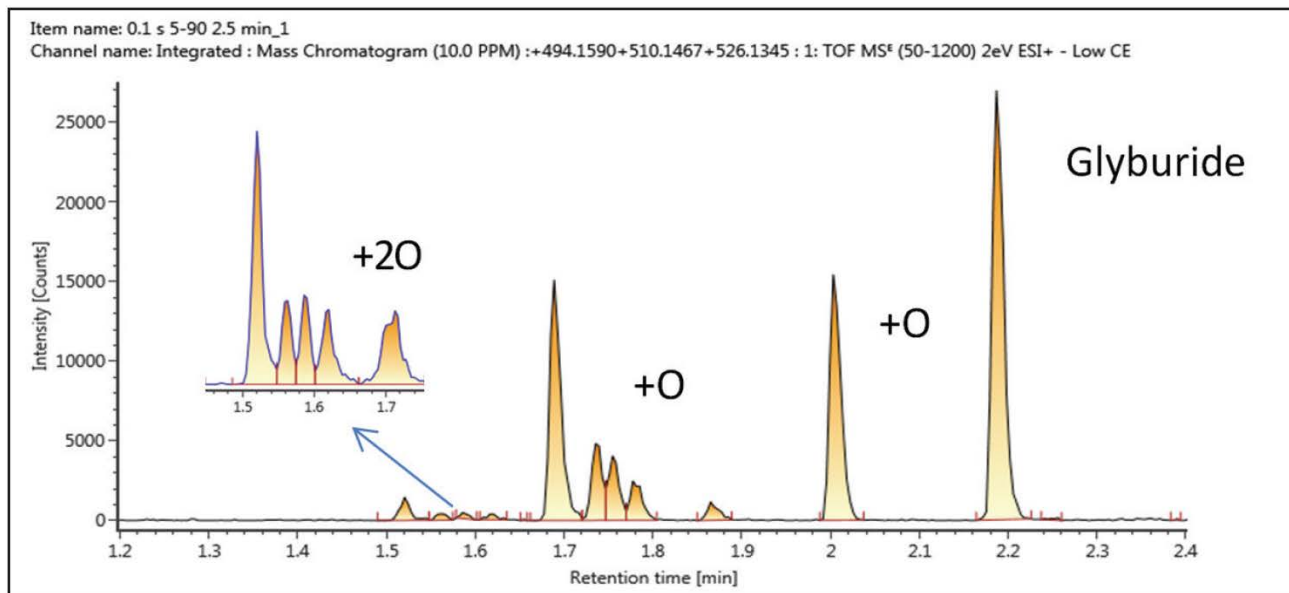 Item name: 0.1 s 5-90 2.5 min_1
Channel name: Integrated : Mass Chromatogram (10.0 PPM) :+494.1590+510.1467+526.1345 : 1: TOF MSᴱ (50-1200) 2eV ESI+ - Low CE
25000
20000
15000
10000
5000
0
Intensity [Counts]
Glyburide
+2O
+O
+O
1.5 1.6 1.7
1.2 1.3 1.4 1.5 1.6 1.7 1.8 1.9 2 2.1 2.2 2.3 2.4
Retention time [min]